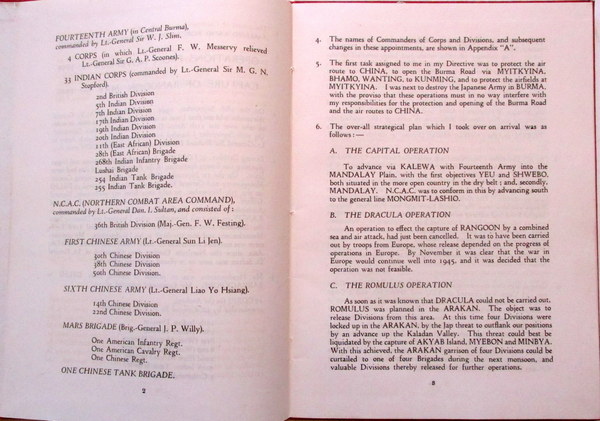 FOURTEENTH ARMY (in Central Burma),
commanded by Lt.-General Sir W. J. Slim.
4 CORPS (in which Lt.-General F. W. Messervy relieved
Lt.-General Sir G. A. P. Scoones).
33 INDIAN CORPS (commanded by Lt.-General Sir M. G. N.
Stopford).
2nd British Division
5th Indian Division
7th Indian Division
17th Indian Division
19th Indian Division
20th Indian Division
11th (East African) Division
28th (East African) Brigade
268th Indian Infantry Brigade
Lushai Brigade
254 Indian Tank Brigade
255 Indian Tank Brigade.
N.C.A.C. (NORTHERN COMBAT AREA COMMAND),
commanded by Lt.-General Dan. I. Sultan, and consisted of:
36th British Division (Maj.-Gen. F. W. Festing).
FIRST CHINESE ARMY (Lt.-General Sun Li Jen).
30th Chinese Division
38th Chinese Division
50th Chinese Division.
SIXTH CHINESE ARMY (Lt.-General Liao Yo Hsiang).
14th Chinese Division
22nd Chinese Division.
MARS BRIGADE (Brig.-General J. P. Willy).
One American Infantry Regt.
One American Cavalry Regt.
One Chinese Regt.
ONE CHINESE TANK BRIGADE.
2
4. The names of Commanders of Corps and Divisions, and subsequent
changes in these appointments, are shown in Appendix "A".
5. The first task assigned to me in my Directive was to protect the air
route to CHINA, to open the Burma Road via MYITKYINA,
BHAMO, WANTING, to KUNMING, and to protect the airfields at
MYITKYINA. I was next to destroy the Japanese Army in BURMA,
with the provise that these operations must in no way interfere with
my responsibilities for the protection and opening of the Burma Road
and the air routes to CHINA.
6. The over-all strategical plan which I took over on arrival was as
follows:—
A. THE CAPITAL OPERATION
To advance via KALEWA with Fourteenth Army into the
MANDALAY Plain, with the first objectives YEU and SHWEBO,
both situated in the more open country in the dry belt; and, secondly,
MANDALAY. N.C.A.C. was to conform in this by advancing south
to the general line MONGMIT-LASHIO.
B. THE DRACULA OPERATION
An operation to effect the capture of RANGOON by a combined
sea and air attack, had just been cancelled. It was to have been carried
out by troops from Europe, whose release depended on the progress of
operations in Europe. By November it was clear that the war in
Europe would continue well into 1945, and it was decided that the
operation was not feasible.
C. THE ROMULUS OPERATION
As soon as it was known that DRACULA could not be carried out,
ROMULUS was planned in the ARAKAN. The object was to
release Divisions from this area. At this time four Divisions were
locked up in the ARAKAN, by the Jap threat to outflank our positions
by an advance up the Kaladan Valley. This threat could best be
liquidated by the capture of AKYAB Island, MYEBON and MINBYA.
With this achieved, the ARAKAN garrison of four Divisions could be
curtailed to one of four Brigades during the next monsoon, and
valuable Divisions thereby released for further operations.